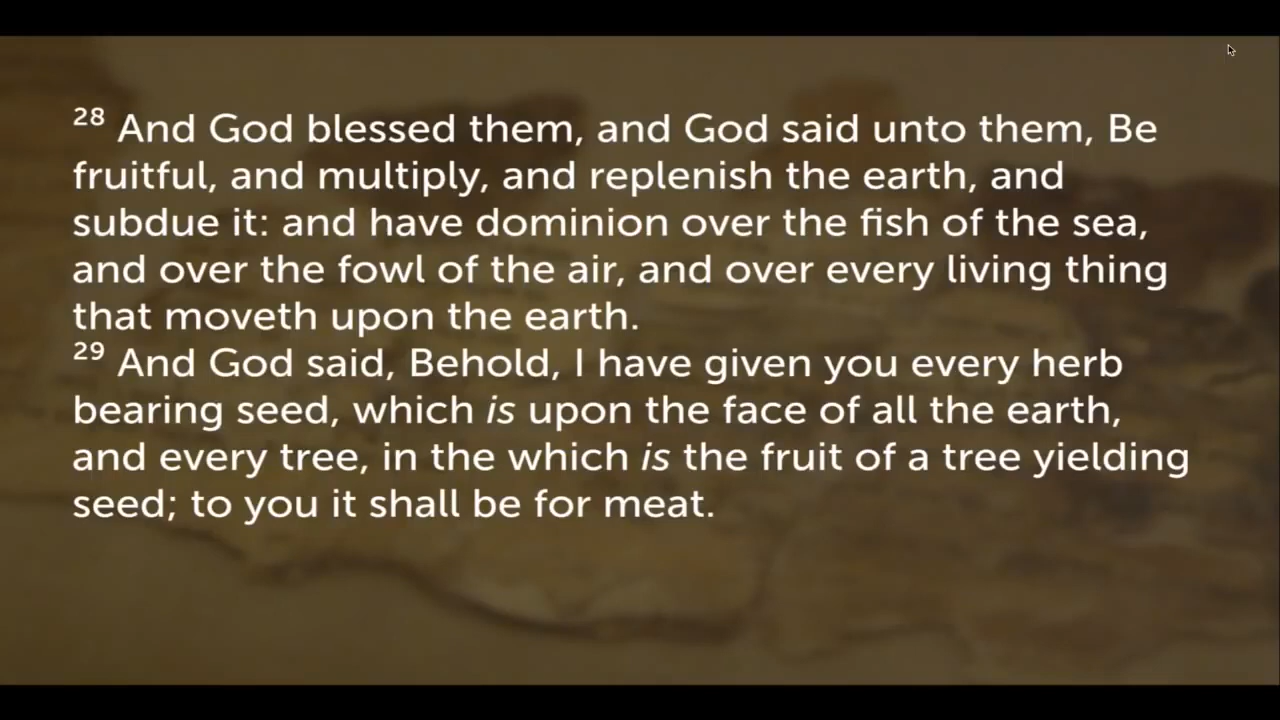 28 And God blessed them, and God said unto them, Be
fruitful, and multiply, and replenish the earth, and
subdue it: and have dominion over the fish of the sea,
and over the fowl of the air, and over every living thing
that moveth upon the earth.
29 And God said, Behold, I have given you every herb
bearing seed, which is upon the face of all the earth,
and every tree, in the which is the fruit of a tree yielding
seed; to you it shall be for meat.